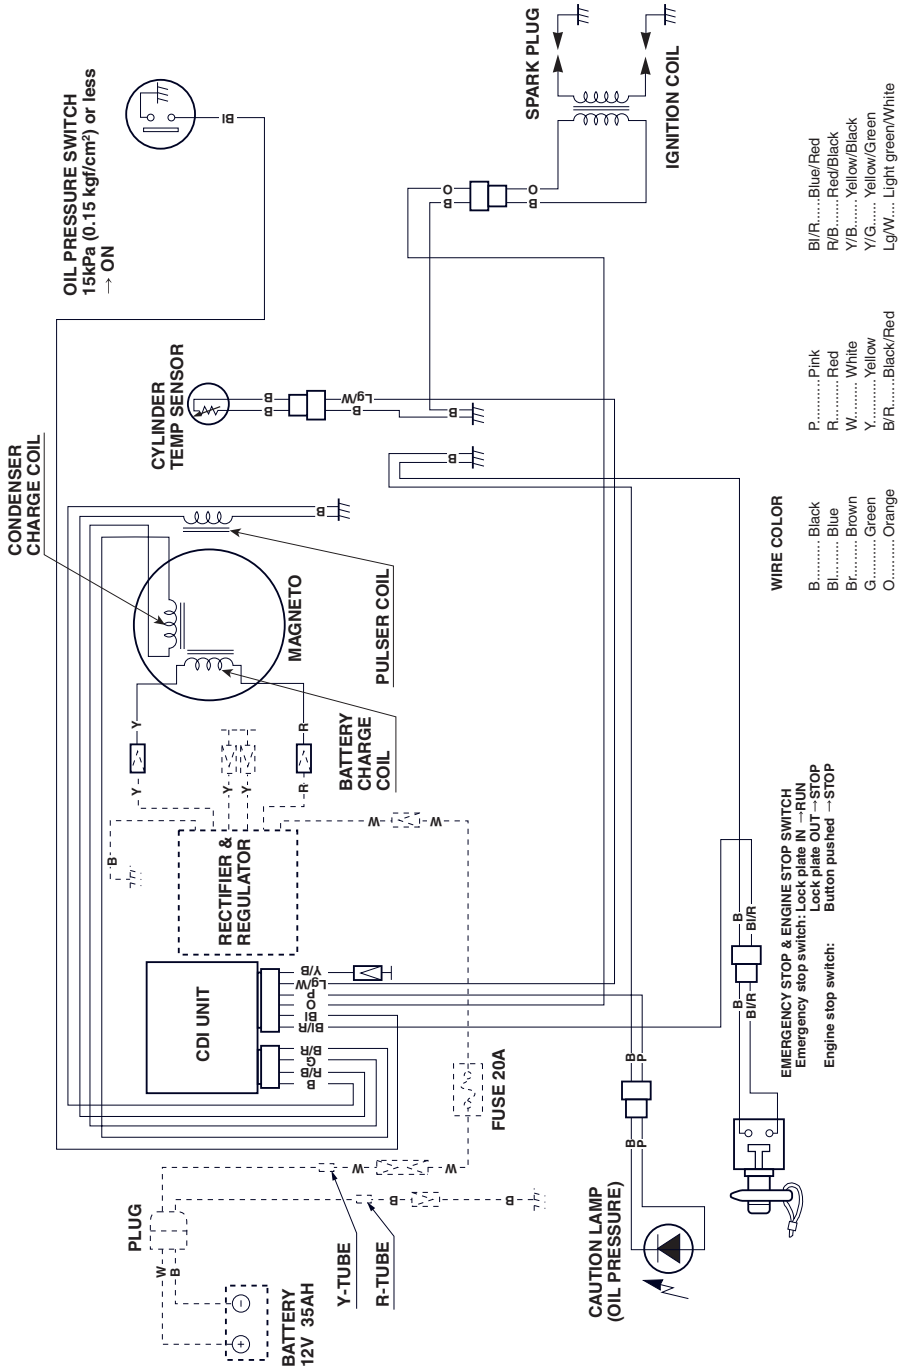 OIL PRESSURE SWITCH
15kPa (0.15 kgf/cm²) or less
→ ON
Bl
SPARK PLUG
IGNITION COIL
O
B
O
B
CYLINDER
TEMP SENSOR
B
B
Lg/W
B
B
B
CONDENSER
CHARGE COIL
B
MAGNETO
PULSER COIL
BATTERY
CHARGE
COIL
Y
Y
Y
Y
R
R
B
W
W
RECTIFIER &
REGULATOR
CDI UNIT
Y/B
Lg/W
P
O
Bl
Bl/R
B/R
G
R/B
B
FUSE 20A
W
W
B
B
PLUG
W
B
Y-TUBE
R-TUBE
BATTERY
12V 35AH
CAUTION LAMP
(OIL PRESSURE)
B
P
B
P
B
Bl/R
B
Bl/R
EMERGENCY STOP & ENGINE STOP SWITCH
Emergency stop switch: Lock plate IN →RUN
Lock plate OUT →STOP
Engine stop switch: Button pushed →STOP
WIRE COLOR
B.......... Black
Bl......... Blue
Br......... Brown
G.......... Green
O.......... Orange
P.......... Pink
R.......... Red
W......... White
Y.......... Yellow
B/R...... Black/Red
Bl/R...... Blue/Red
R/B...... Red/Black
Y/B....... Yellow/Black
Y/G...... Yellow/Green
Lg/W.... Light green/White